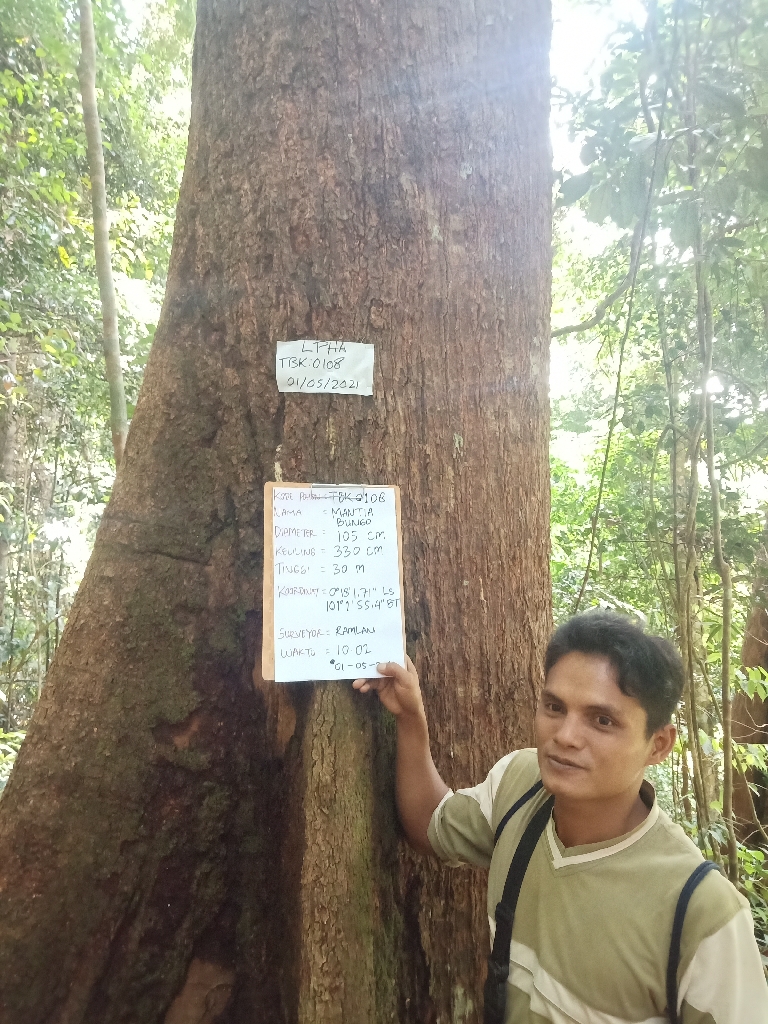 LPHA
TBK:0108
01/05/2021
KODE POHON = TBK 0108
NAMA = MANTIA
BUNGO
DIAMETER = 105 cm
KELILING = 330 cm
TINGGI = 30 m
KOORDINAT = 0°18'1.71" LS
101°1'55.4" BT
SURVEYOR = RAMLAN
WAKTU = 10.02
01-05-